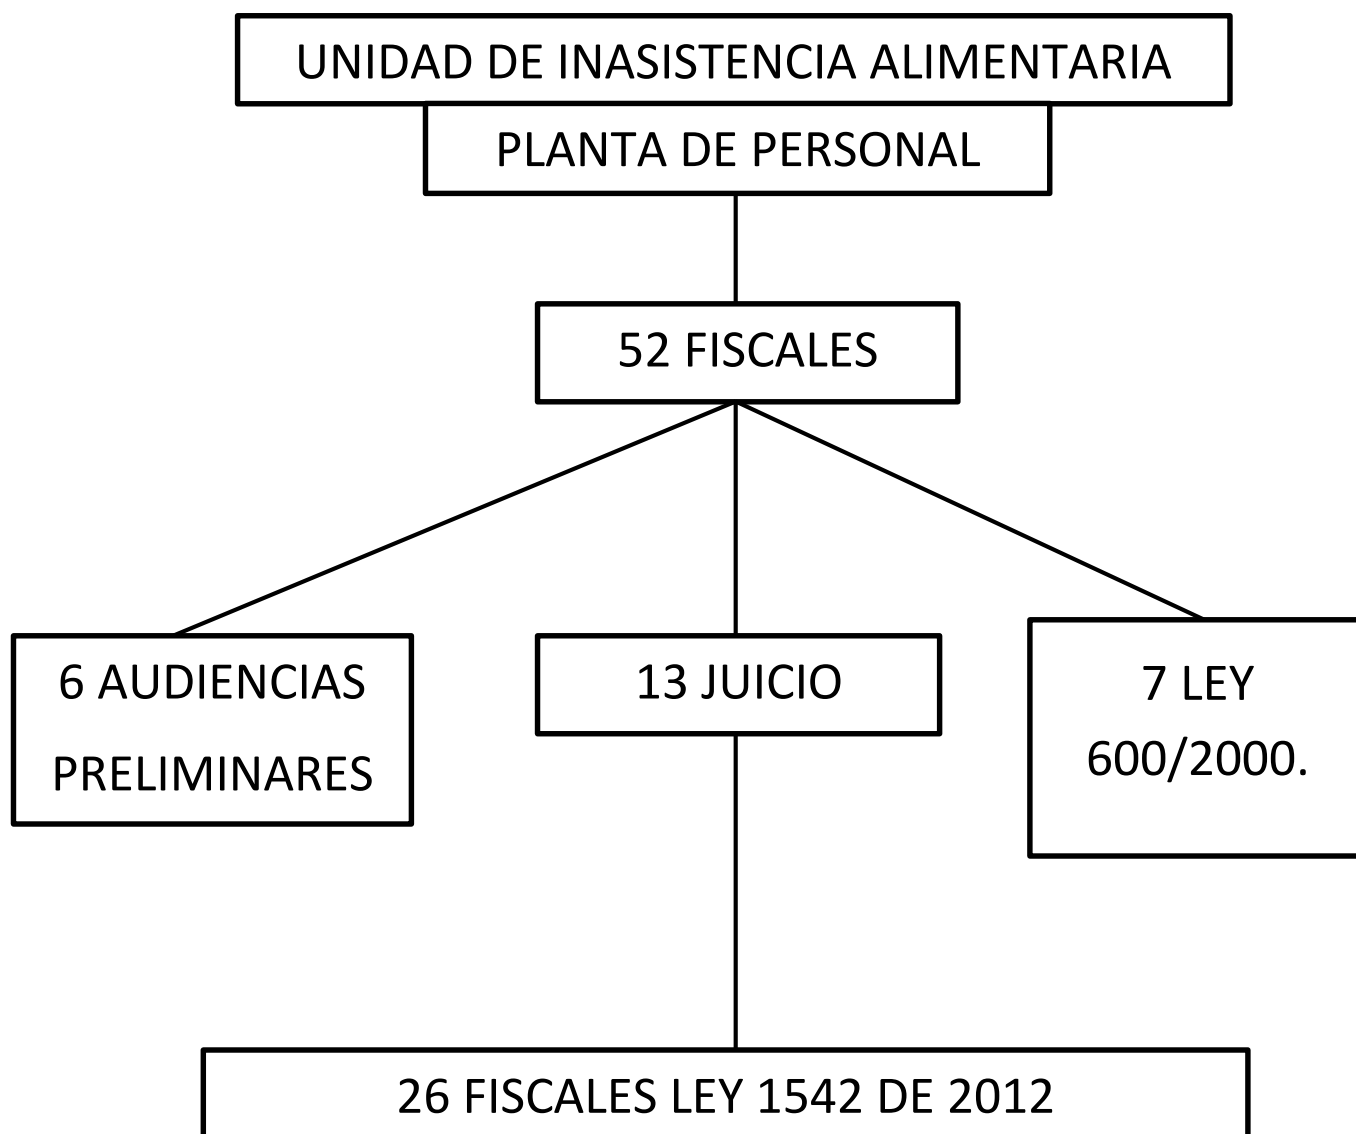 UNIDAD DE INASISTENCIA ALIMENTARIA
PLANTA DE PERSONAL
52 FISCALES
6 AUDIENCIAS
PRELIMINARES
13 JUICIO
7 LEY
600/2000.
26 FISCALES LEY 1542 DE 2012